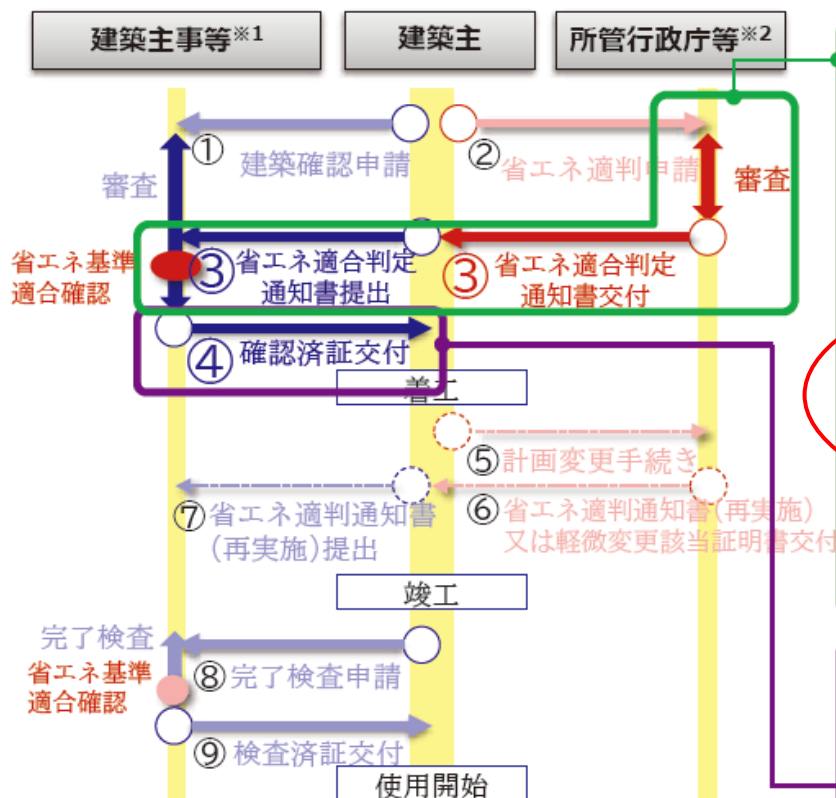 建築主事等※1
建築主
所管行政庁等※2
①
建築確認申請
②
省エネ適判申請
審査
審査
省エネ基準
適合確認
③省エネ適合判定
通知書提出
③省エネ適合判定
通知書交付
④確認済証交付
着工
⑤計画変更手続き
⑦省エネ適判通知書
(再実施)提出
⑥省エネ適判通知書(再実施)
又は軽微変更該当証明書交付
竣工
完了検査
省エネ基準
適合確認
⑧完了検査申請
⑨検査済証交付
使用開始